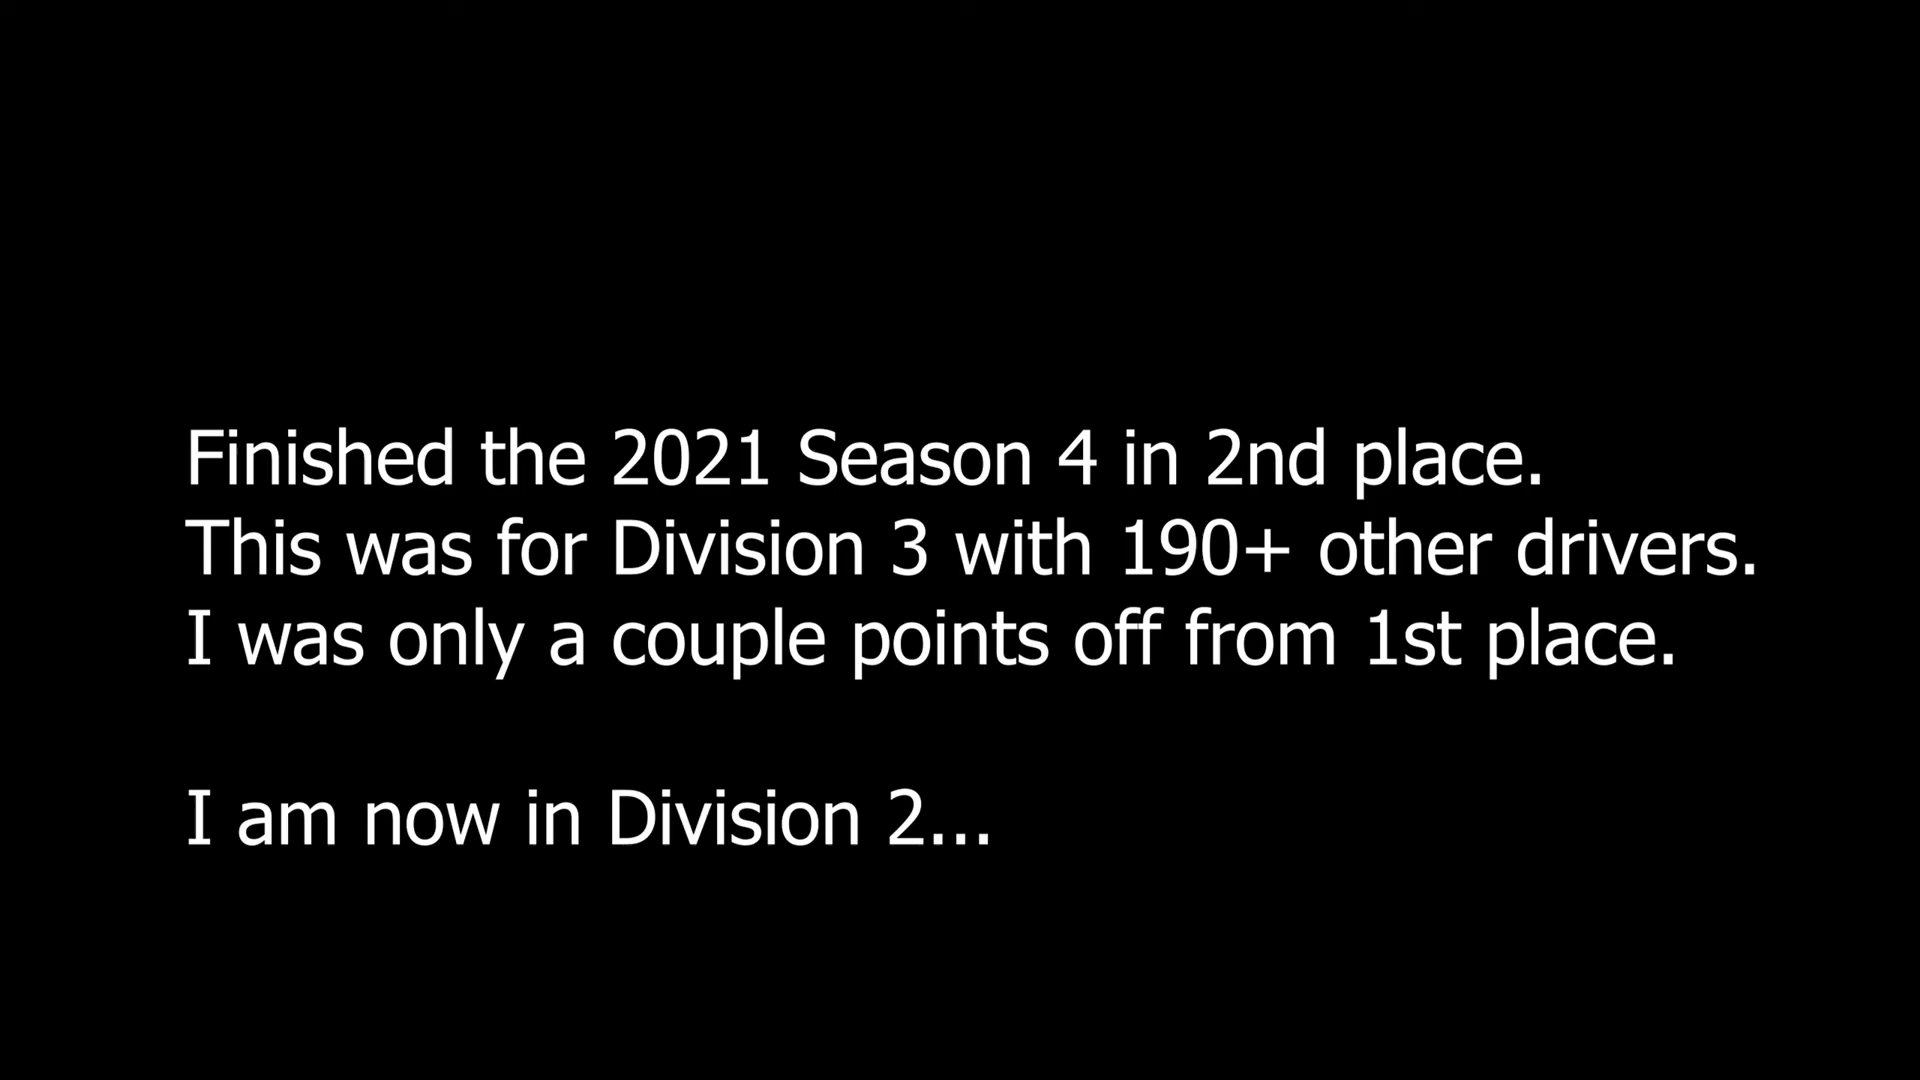 Finished the 2021 Season 4 in 2nd place.
This was for Division 3 with 190+ other drivers.
I was only a couple points off from 1st place.
I am now in Division 2...